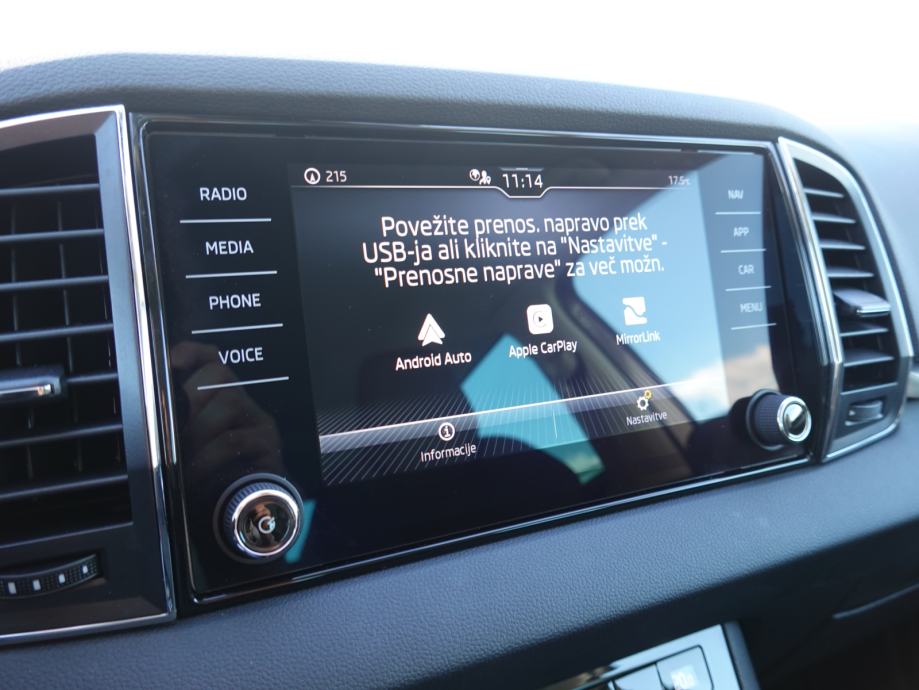 215
11:14
17.5°C
RADIO
MEDIA
PHONE
VOICE
Povežite prenos. napravo prek
USB-ja ali kliknite na "Nastavitve" -
"Prenosne naprave" za več možn.
Android Auto
Apple CarPlay
MirrorLink
Informacije
Nastavitve
NAV
APP
CAR
MENU